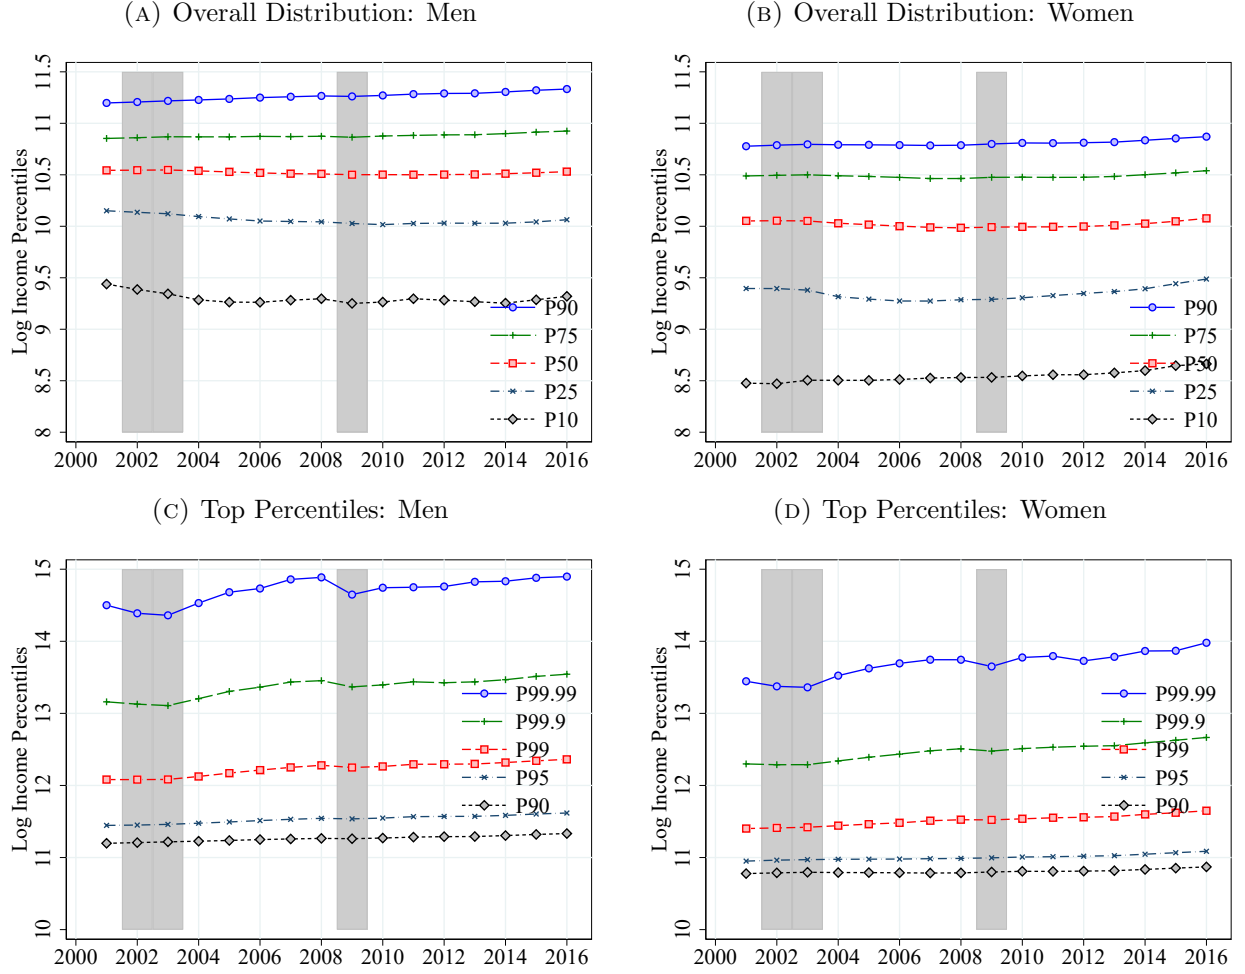 (A) Overall Distribution: Men
Log Income Percentiles
11.5
11
10.5
10
9.5
9
8.5
8
P90
P75
P50
P25
P10
2000 2002 2004 2006 2008 2010 2012 2014 2016
(B) Overall Distribution: Women
Log Income Percentiles
11.5
11
10.5
10
9.5
9
8.5
8
P90
P75
P50
P25
P10
2000 2002 2004 2006 2008 2010 2012 2014 2016
(C) Top Percentiles: Men
Log Income Percentiles
15
14
13
12
11
10
P99.99
P99.9
P99
P95
P90
2000 2002 2004 2006 2008 2010 2012 2014 2016
(D) Top Percentiles: Women
Log Income Percentiles
15
14
13
12
11
10
P99.99
P99.9
P99
P95
P90
2000 2002 2004 2006 2008 2010 2012 2014 2016